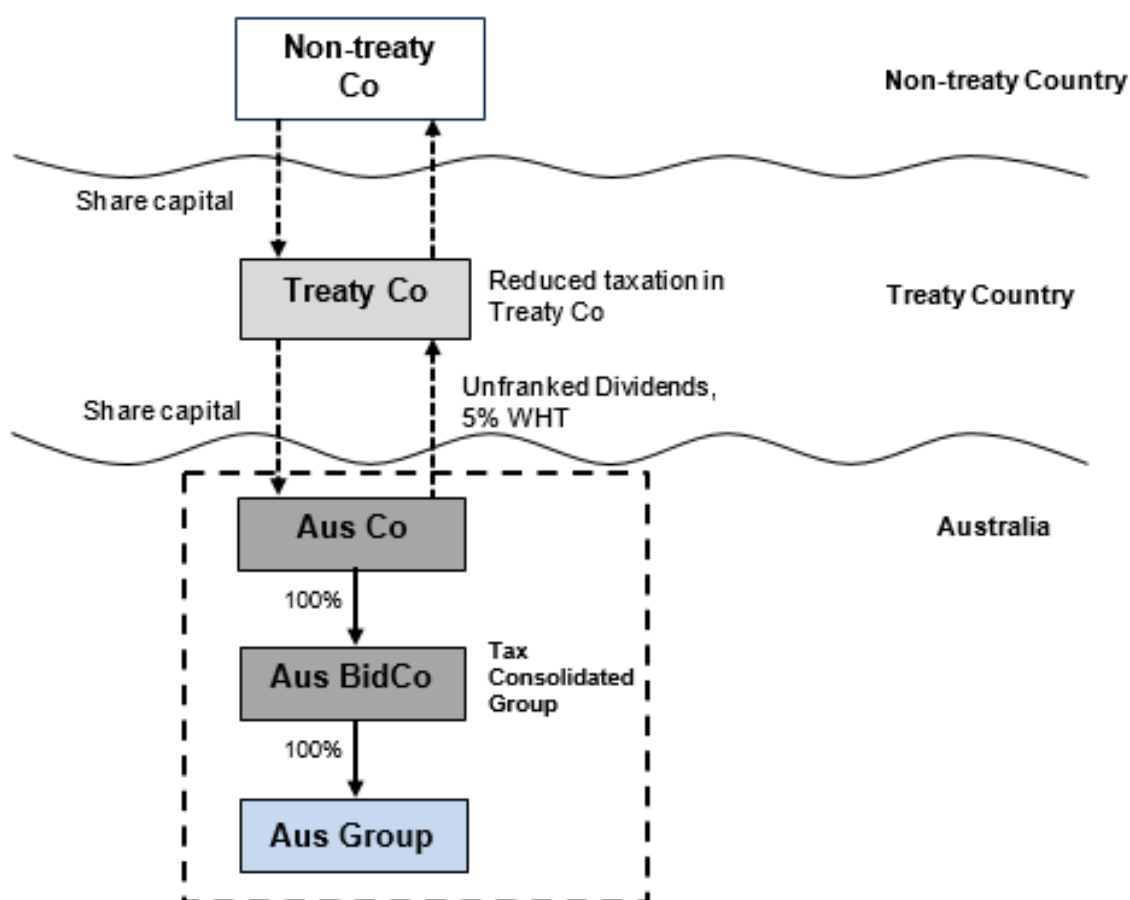 Non-treaty
Co
Non-treaty Country
Share capital
Treaty Co
Reduced taxation in
Treaty Co
Treaty Country
Unfranked Dividends,
5% WHT
Share capital
Aus Co
Australia
100%
Aus BidCo
Tax
Consolidated
Group
100%
Aus Group